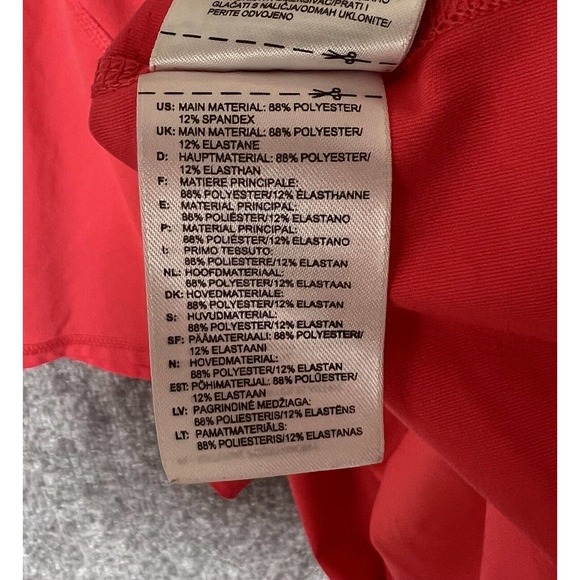 GLAČATI S NALIČJA/ODMAH UKLONITE/
PERITE ODVOJENO
US: MAIN MATERIAL: 88% POLYESTER/
12% SPANDEX
UK: MAIN MATERIAL: 88% POLYESTER/
12% ELASTANE
D: HAUPTMATERIAL: 88% POLYESTER/
12% ELASTHAN
F: MATIERE PRINCIPALE:
88% POLYESTER/12% ÉLASTHANNE
E: MATERIAL PRINCIPAL:
88% POLIÉSTER/12% ELASTANO
P: MATERIAL PRINCIPAL:
88% POLIÉSTER/12% ELASTANO
I: PRIMO TESSUTO:
88% POLIESTERE/12% ELASTAN
NL: HOOFDMATERIAAL:
88% POLYESTER/12% ELASTAAN
DK: HOVEDMATERIALE:
88% POLYESTER/12% ELASTAN
S: HUVUDMATERIAL:
88% POLYESTER/12% ELASTAN
SF: PÄÄMATERIAALI: 88% POLYESTERI/
12% ELASTAANI
N: HOVEDMATERIAL:
88% POLYESTER/12% ELASTAN
EST: PÕHIMATERJAL: 88% POLÜESTER/
12% ELASTAAN
LV: PAGRINDINĖ MEDŽIAGA:
88% POLIESTERIS/12% ELASTĒNS
LT: PAMATMATERIĀLS:
88% POLIESTERIS/12% ELASTANAS